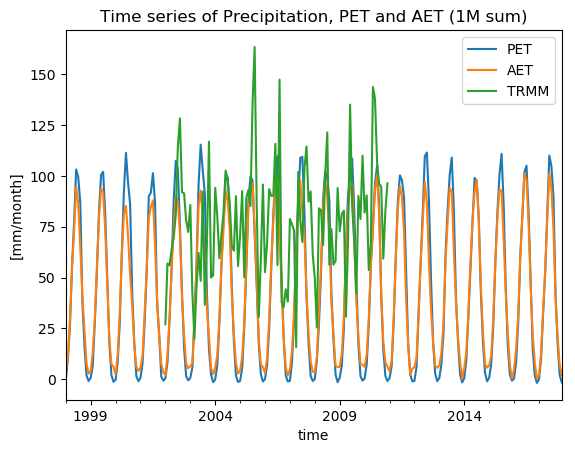 Time series of Precipitation, PET and AET (1M sum)
PET
AET
TRMM
150
125
100
75
50
25
0
[mm/month]
1999
2004
2009
2014
time